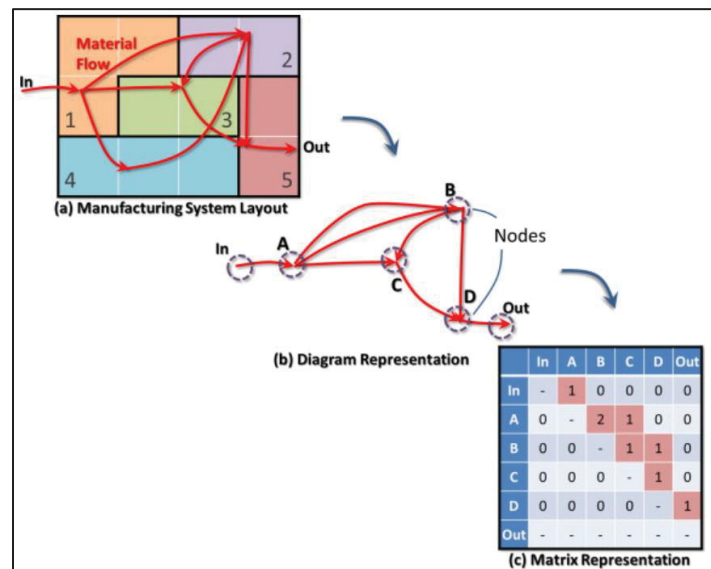 Material
Flow
In
1
2
3
4
5
Out
(a) Manufacturing System Layout
B
Nodes
In
A
C
D
Out
(b) Diagram Representation
In A B C D Out
In - 1 0 0 0 0
A 0 - 2 1 0 0
B 0 0 - 1 1 0
C 0 0 0 - 1 0
D 0 0 0 0 - 1
Out - - - - - -
(c) Matrix Representation